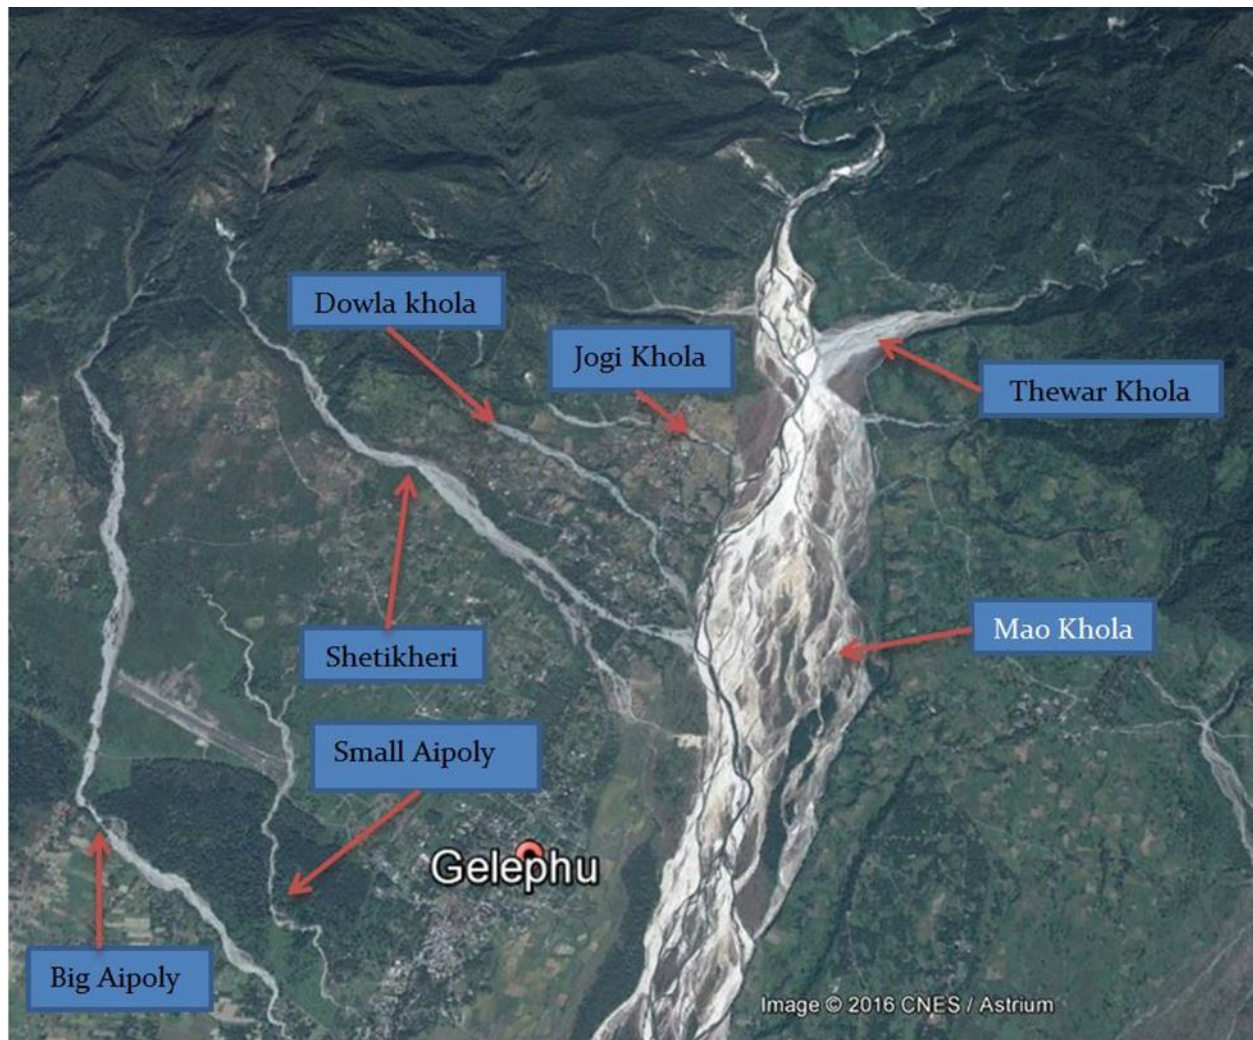 Dowla khola
Jogi Khola
Thewar Khola
Mao Khola
Shetikheri
Small Aipoly
Gelephu
Big Aipoly
Image © 2016 CNES / Astrium